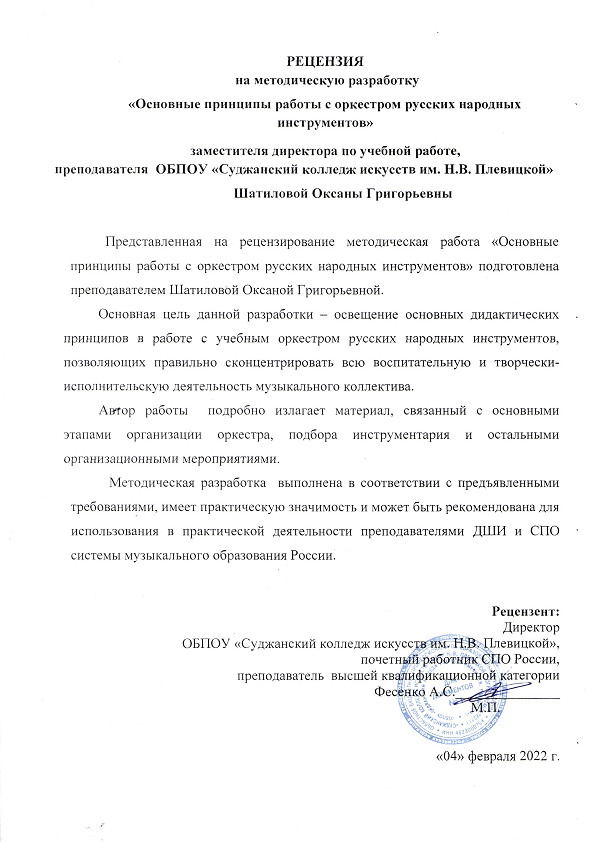 РЕЦЕНЗИЯ
на методическую разработку
«Основные принципы работы с оркестром русских народных
инструментов»
заместителя директора по учебной работе,
преподавателя ОБПОУ «Суджанский колледж искусств им. Н.В. Плевицкой»
Шатиловой Оксаны Григорьевны
Представленная на рецензирование методическая работа «Основные
принципы работы с оркестром русских народных инструментов» подготовлена
преподавателем Шатиловой Оксаной Григорьевной.
Основная цель данной разработки – освещение основных дидактических
принципов в работе с учебным оркестром русских народных инструментов,
позволяющих правильно сконцентрировать всю воспитательную и творчески-
исполнительскую деятельность музыкального коллектива.
Автор работы подробно излагает материал, связанный с основными
этапами организации оркестра, подбора инструментария и остальными
организационными мероприятиями.
Методическая разработка выполнена в соответствии с предъявленными
требованиями, имеет практическую значимость и может быть рекомендована для
использования в практической деятельности преподавателями ДШИ и СПО
системы музыкального образования России.
Рецензент:
Директор
ОБПОУ «Суджанский колледж искусств им. Н.В. Плевицкой»,
почетный работник СПО России,
преподаватель высшей квалификационной категории
Фесенко А.С.
М.П.
«04» февраля 2022 г.